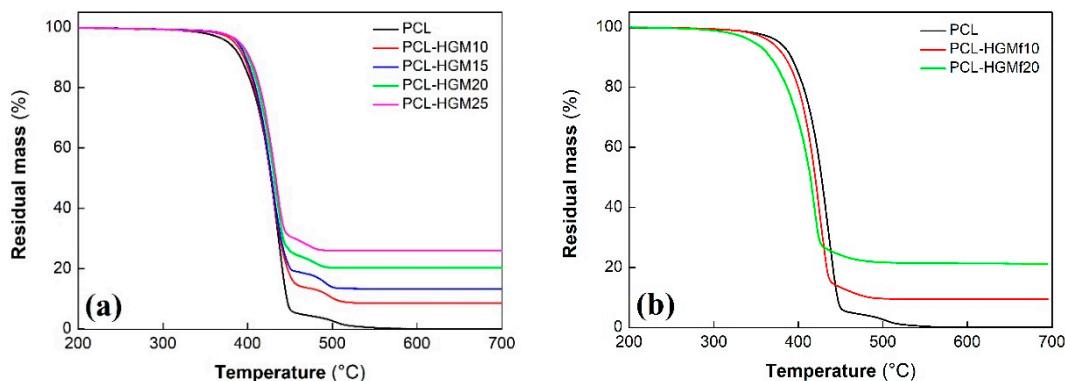 100
80
60
40
20
0
Residual mass (%)
PCL
PCL-HGM10
PCL-HGM15
PCL-HGM20
PCL-HGM25
(a)
200 300 400 500 600 700
Temperature (°C)
100
80
60
40
20
0
Residual mass (%)
PCL
PCL-HGMf10
PCL-HGMf20
(b)
200 300 400 500 600 700
Temperature (°C)